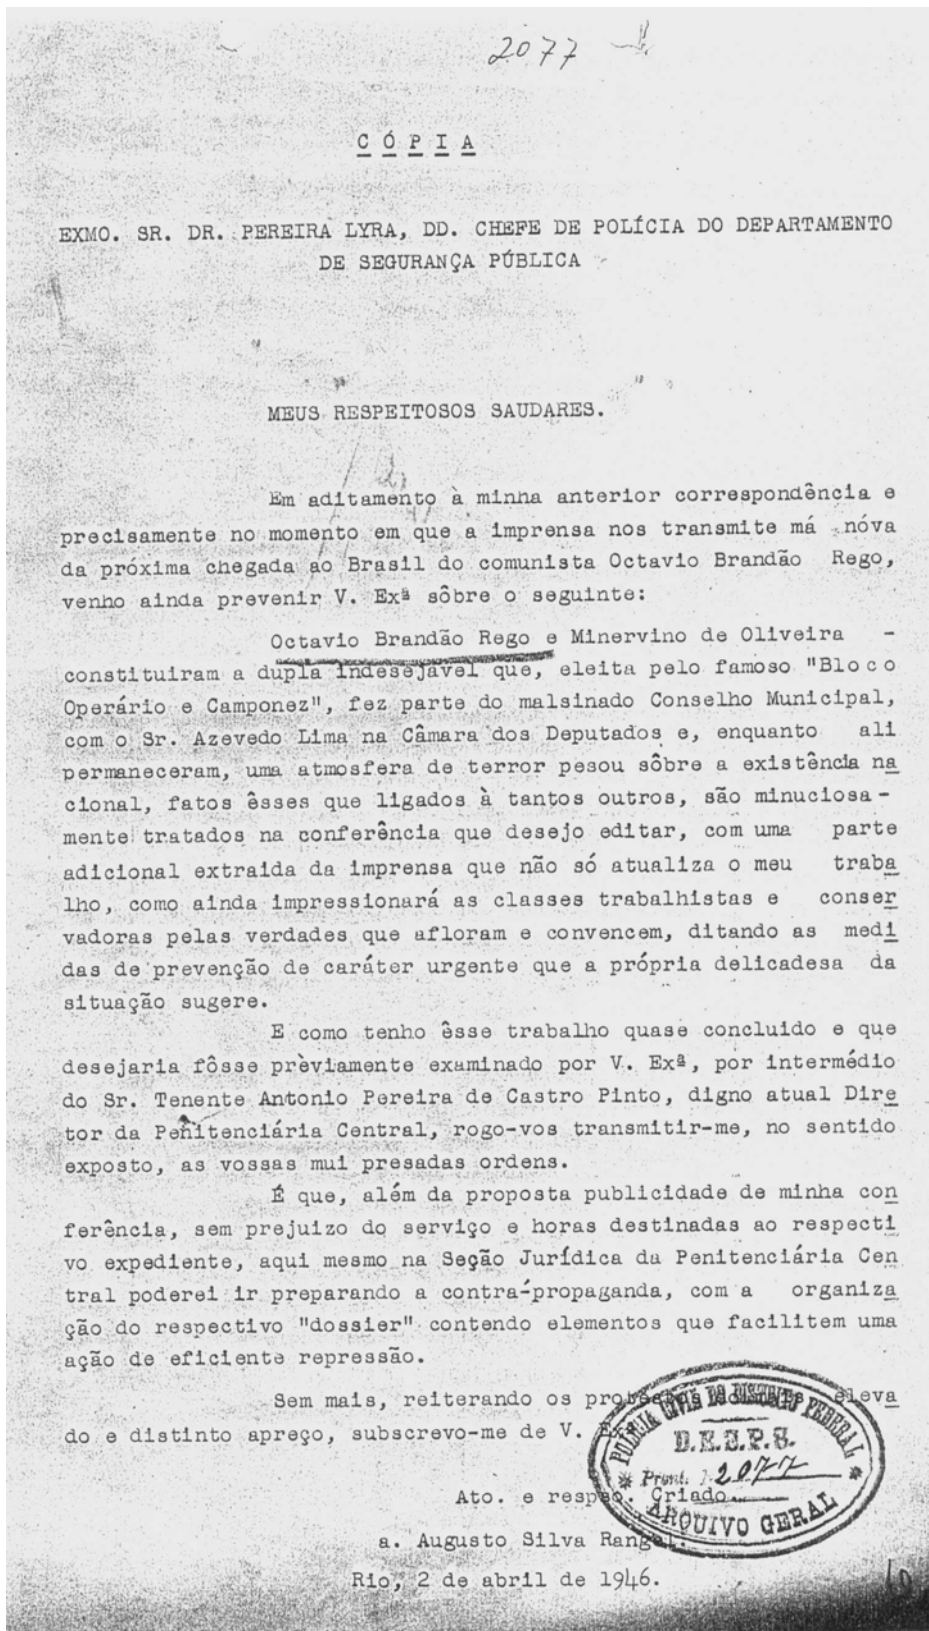 2077
CÓPIA
EXMO. SR. DR. PEREIRA LYRA, DD. CHEFE DE POLÍCIA DO DEPARTAMENTO
DE SEGURANÇA PÚBLICA
MEUS RESPEITOSOS SAUDARES.
Em aditamento à minha anterior correspondência e
precisamente no momento em que a imprensa nos transmite má nóva
da próxima chegada ao Brasil do comunista Octavio Brandão Rego,
venho ainda prevenir V. Exª sôbre o seguinte:
Octavio Brandão Rego e Minervino de Oliveira -
constituiram a dupla indesejável que, eleita pelo famoso "Bloco
Operário e Camponez", fez parte do malsinado Conselho Municipal,
com o Sr. Azevedo Lima na Câmara dos Deputados e, enquanto ali
permaneceram, uma atmosfera de terror pesou sôbre a existência na
cional, fatos êsses que ligados à tantos outros, são minuciosa-
mente tratados na conferência que desejo editar, com uma parte
adicional extraida da imprensa que não só atualiza o meu traba
lho, como ainda impressionará as classes trabalhistas e conser
vadoras pelas verdades que afloram e convencem, ditando as medi
das de prevenção de caráter urgente que a própria delicadesa da
situação sugere.
E como tenho êsse trabalho quase concluido e que
desejaria fôsse prèviamente examinado por V. Exª, por intermédio
do Sr. Tenente Antonio Pereira de Castro Pinto, digno atual Dire
tor da Penitenciária Central, rogo-vos transmitir-me, no sentido
exposto, as vossas mui presadas ordens.
É que, além da proposta publicidade de minha con
ferência, sem prejuizo do serviço e horas destinadas ao respecti
vo expediente, aqui mesmo na Seção Jurídica da Penitenciária Cen
tral poderei ir preparando a contra-propaganda, com a organiza
ção do respectivo "dossier" contendo elementos que facilitem uma
ação de eficiente repressão.
Sem mais, reiterando os eleva
do e distinto apreço, subscrevo-me de V. Exª
POLICIA CIVIL DO DISTRITO FEDERAL
D.E.S.P.S.
Pront. 2077
ARQUIVO GERAL
Ato. e respso. Criado
a. Augusto Silva Rangel.
Rio, 2 de abril de 1946.
10